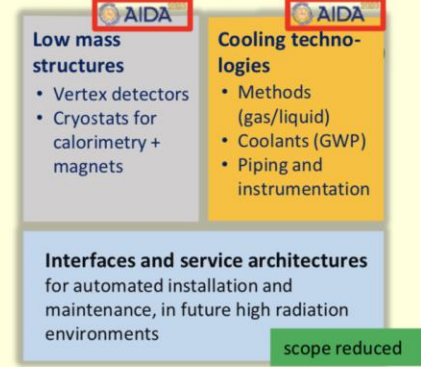 AIDA
Low mass
structures
• Vertex detectors
• Cryostats for
calorimetry +
magnets
AIDA
Cooling techno-
logies
• Methods
(gas/liquid)
• Coolants (GWP)
• Piping and
instrumentation
Interfaces and service architectures
for automated installation and
maintenance, in future high radiation
environments
scope reduced